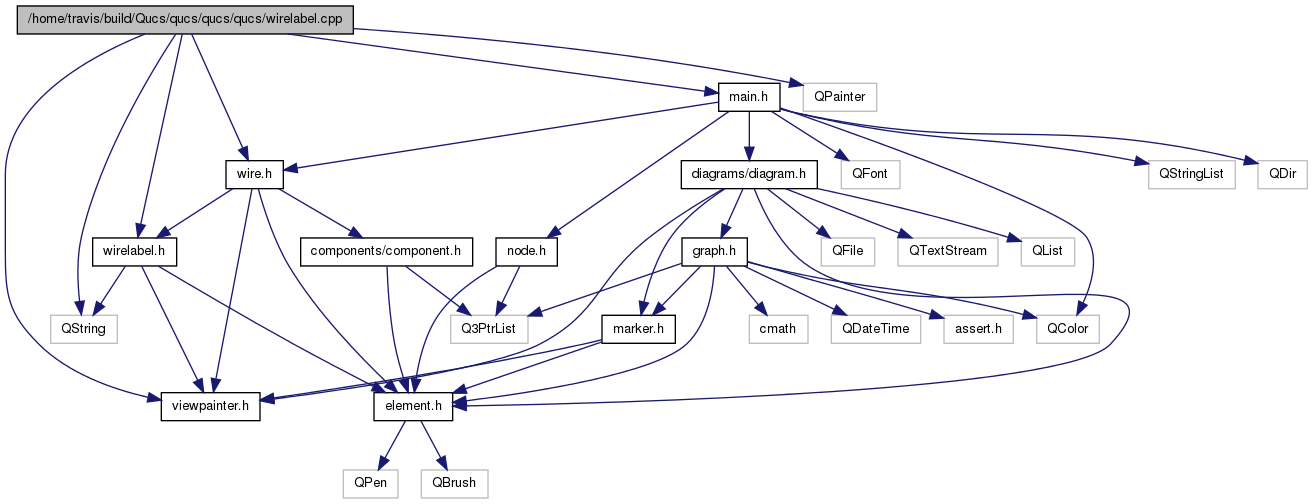 /home/travis/build/Qucs/qucs/qucs/qucs/wirelabel.cpp
main.h
QPainter
wire.h
diagrams/diagram.h
QFont
QStringList
QDir
wirelabel.h
components/component.h
node.h
graph.h
QFile
QTextStream
QList
QString
Q3PtrList
marker.h
cmath
QDateTime
assert.h
QColor
viewpainter.h
element.h
QPen
QBrush